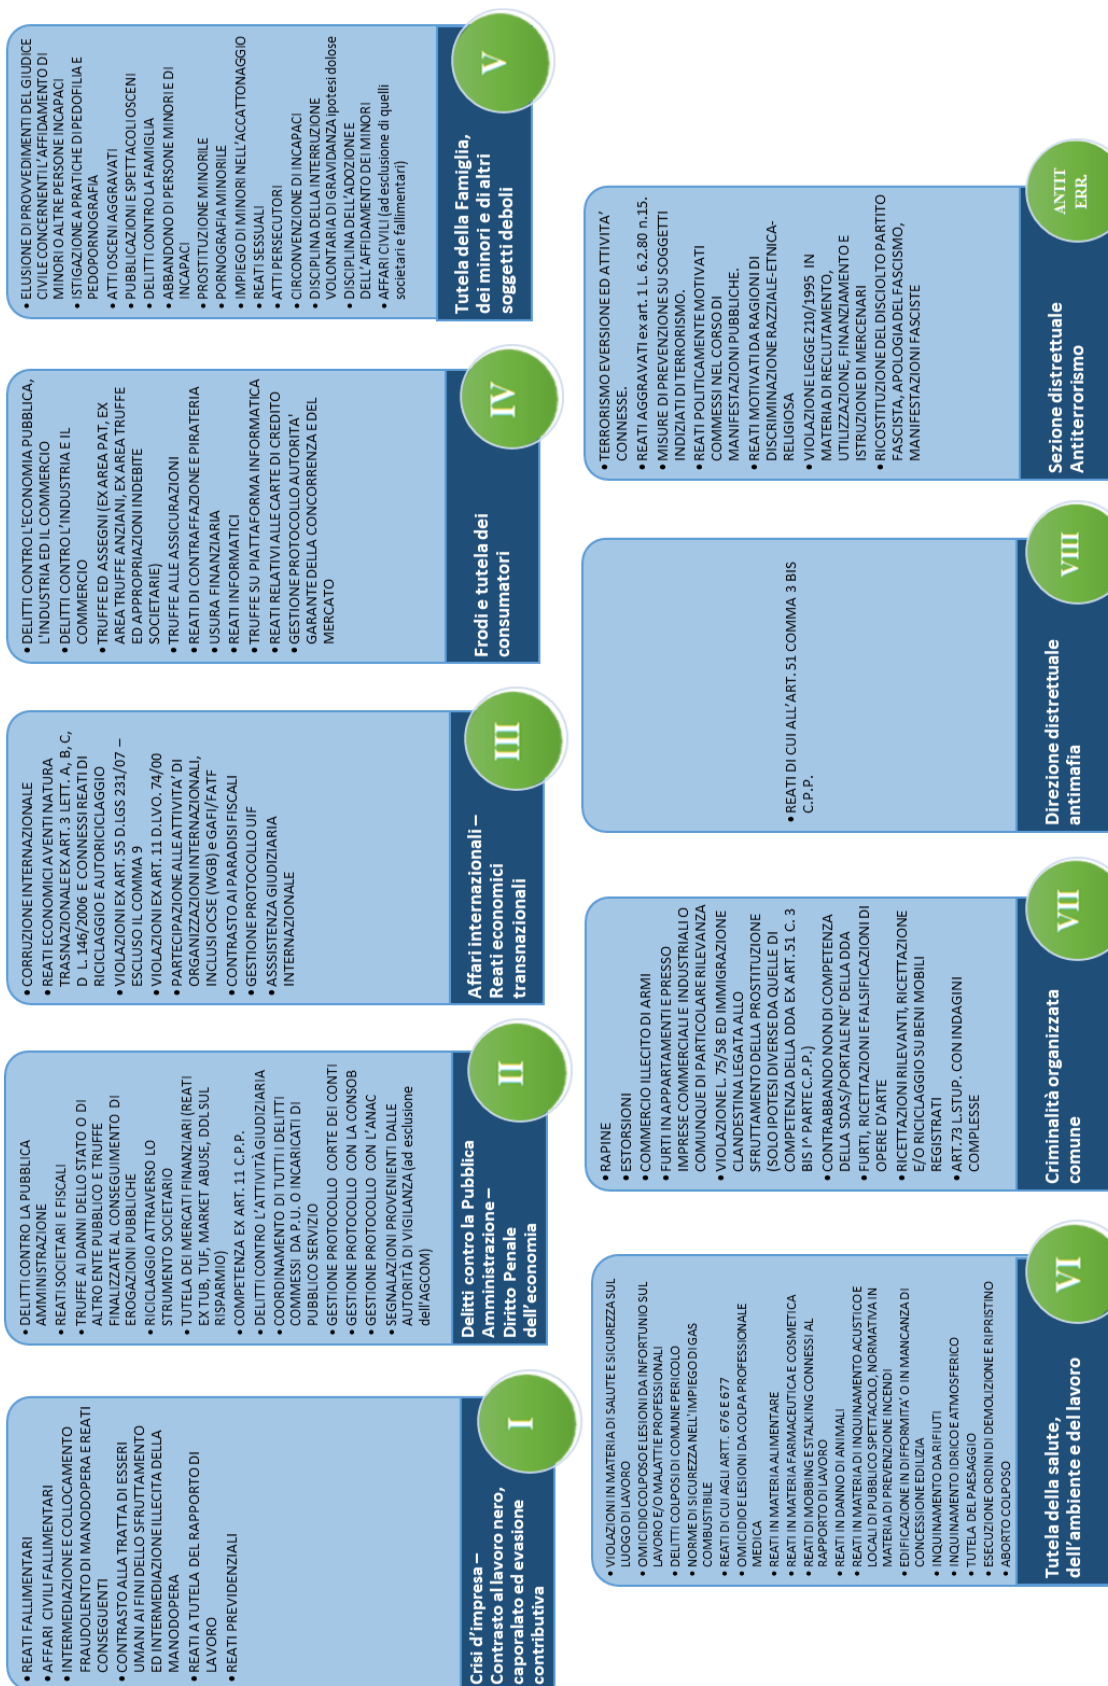 • REATI FALLIMENTARI
• AFFARI CIVILI FALLIMENTARI
• INTERMEDIAZIONE E COLLOCAMENTO
FRAUDOLENTO DI MANODOPERA E REATI
CONSEGUENTI
• CONTRASTO ALLA TRATTA DI ESSERI
UMANI AI FINI DELLO SFRUTTAMENTO
ED INTERMEDIAZIONE ILLECITA DELLA
MANODOPERA
• REATI A TUTELA DEL RAPPORTO DI
LAVORO
• REATI PREVIDENZIALI
Crisi d'impresa –
Contrasto al lavoro nero,
caporalato ed evasione
contributiva
I
• DELITTI CONTRO LA PUBBLICA
AMMINISTRAZIONE
• REATI SOCIETARI E FISCALI
• TRUFFE AI DANNI DELLO STATO O DI
ALTRO ENTE PUBBLICO E TRUFFE
FINALIZZATE AL CONSEGUIMENTO DI
EROGAZIONI PUBBLICHE
• RICICLAGGIO ATTRAVERSO LO
STRUMENTO SOCIETARIO
• TUTELA DEI MERCATI FINANZIARI (REATI
EX TUB, TUF, MARKET ABUSE, DDL SUL
RISPARMIO)
• COMPETENZA EX ART. 11 C.P.P.
• DELITTI CONTRO L'ATTIVITÀ GIUDIZIARIA
• COORDINAMENTO DI TUTTI I DELITTI
COMMESSI DA P.U. O INCARICATI DI
PUBBLICO SERVIZIO
• GESTIONE PROTOCOLLO CORTE DEI CONTI
• GESTIONE PROTOCOLLO CON LA CONSOB
• GESTIONE PROTOCOLLO CON L'ANAC
• SEGNALAZIONI PROVENIENTI DALLE
AUTORITÀ DI VIGILANZA (ad esclusione
dell'AGCOM)
Delitti contro la Pubblica
Amministrazione –
Diritto Penale
dell'economia
II
• CORRUZIONE INTERNAZIONALE
• REATI ECONOMICI AVENTI NATURA
TRASNAZIONALE EX ART. 3 LETT. A, B, C,
D L. 146/2006 E CONNESSI REATI DI
RICICLAGGIO E AUTORICICLAGGIO
• VIOLAZIONI EX ART. 55 D.LGS 231/07 –
ESCLUSO IL COMMA 9
• VIOLAZIONI EX ART. 11 D.LVO. 74/00
• PARTECIPAZIONE ALLE ATTIVITA' DI
ORGANIZZAZIONI INTERNAZIONALI,
INCLUSI OCSE (WGB) e GAFI/FATF
• CONTRASTO AI PARADISI FISCALI
• GESTIONE PROTOCOLLO UIF
• ASSSISTENZA GIUDIZIARIA
INTERNAZIONALE
Affari internazionali –
Reati economici
transnazionali
III
• DELITTI CONTRO L'ECONOMIA PUBBLICA,
L'INDUSTRIA ED IL COMMERCIO
• DELITTI CONTRO L'INDUSTRIA E IL
COMMERCIO
• TRUFFE ED ASSEGNI (EX AREA PAT, EX
AREA TRUFFE ANZIANI, EX AREA TRUFFE
ED APPROPRIAZIONI INDEBITE
SOCIETARIE)
• TRUFFE ALLE ASSICURAZIONI
• REATI DI CONTRAFFAZIONE E PIRATERIA
• USURA FINANZIARIA
• REATI INFORMATICI
• TRUFFE SU PIATTAFORMA INFORMATICA
• REATI RELATIVI ALLE CARTE DI CREDITO
• GESTIONE PROTOCOLLO AUTORITA'
GARANTE DELLA CONCORRENZA E DEL
MERCATO
Frodi e tutela dei
consumatori
IV
• ELUSIONE DI PROVVEDIMENTI DEL GIUDICE
CIVILE CONCERNENTI L'AFFIDAMENTO DI
MINORI O ALTRE PERSONE INCAPACI
• ISTIGAZIONE A PRATICHE DI PEDOFILIA E
PEDOPORNOGRAFIA
• ATTI OSCENI AGGRAVATI
• PUBBLICAZIONI E SPETTACOLI OSCENI
• DELITTI CONTRO LA FAMIGLIA
• ABBANDONO DI PERSONE MINORI E DI
INCAPACI
• PROSTITUZIONE MINORILE
• PORNOGRAFIA MINORILE
• IMPIEGO DI MINORI NELL'ACCATTONAGGIO
• REATI SESSUALI
• ATTI PERSECUTORI
• CIRCONVENZIONE DI INCAPACI
• DISCIPLINA DELLA INTERRUZIONE
VOLONTARIA DI GRAVIDANZA ipotesi dolose
• DISCIPLINA DELL'ADOZIONE E
DELL'AFFIDAMENTO DEI MINORI
• AFFARI CIVILI (ad esclusione di quelli
societari e fallimentari)
Tutela della Famiglia,
dei minori e di altri
soggetti deboli
V
• VIOLAZIONI IN MATERIA DI SALUTE E SICUREZZA SUL
LUOGO DI LAVORO
• OMICIDIO COLPOSO E LESIONI DA INFORTUNIO SUL
LAVORO E/O MALATTIE PROFESSIONALI
• DELITTI COLPOSI DI COMUNE PERICOLO
• NORME DI SICUREZZA NELL'IMPIEGO DI GAS
COMBUSTIBILE
• REATI DI CUI AGLI ARTT. 676 E 677
• OMICIDIO E LESIONI DA COLPA PROFESSIONALE
MEDICA
• REATI IN MATERIA ALIMENTARE
• REATI IN MATERIA FARMACEUTICA E COSMETICA
• REATI DI MOBBING E STALKING CONNESSI AL
RAPPORTO DI LAVORO
• REATI IN DANNO DI ANIMALI
• REATI IN MATERIA DI INQUINAMENTO ACUSTICO E
LOCALI DI PUBBLICO SPETTACOLO, NORMATIVA IN
MATERIA DI PREVENZIONE INCENDI
• EDIFICAZIONE IN DIFFORMITA' O IN MANCANZA DI
CONCESSIONE EDILIZIA
• INQUINAMENTO DA RIFIUTI
• INQUINAMENTO IDRICO E ATMOSFERICO
• TUTELA DEL PAESAGGIO
• ESECUZIONE ORDINI DI DEMOLIZIONE E RIPRISTINO
• ABORTO COLPOSO
Tutela della salute,
dell'ambiente e del lavoro
VI
• RAPINE
• ESTORSIONI
• COMMERCIO ILLECITO DI ARMI
• FURTI IN APPARTAMENTI E PRESSO
IMPRESE COMMERCIALI E INDUSTRIALI O
COMUNQUE DI PARTICOLARE RILEVANZA
• VIOLAZIONE L. 75/58 ED IMMIGRAZIONE
CLANDESTINA LEGATA ALLO
SFRUTTAMENTO DELLA PROSTITUZIONE
(SOLO IPOTESI DIVERSE DA QUELLE DI
COMPETENZA DELLA DDA EX ART. 51 C. 3
BIS I^ PARTE C.P.P.)
• CONTRABBANDO NON DI COMPETENZA
DELLA SDAS/PORTALE NE' DELLA DDA
• FURTI, RICETTAZIONI E FALSIFICAZIONI DI
OPERE D'ARTE
• RICETTAZIONI RILEVANTI, RICETTAZIONE
E/O RICICLAGGIO SU BENI MOBILI
REGISTRATI
• ART. 73 L.STUP. CON INDAGINI
COMPLESSE
Criminalità organizzata
comune
VII
• REATI DI CUI ALL'ART. 51 COMMA 3 BIS
C.P.P.
Direzione distrettuale
antimafia
VIII
• TERRORISMO EVERSIONE ED ATTIVITA'
CONNESSE.
• REATI AGGRAVATI ex art. 1 L. 6.2.80 n.15.
• MISURE DI PREVENZIONE SU SOGGETTI
INDIZIATI DI TERRORISMO.
• REATI POLITICAMENTE MOTIVATI
COMMESSI NEL CORSO DI
MANIFESTAZIONI PUBBLICHE.
• REATI MOTIVATI DA RAGIONI DI
DISCRIMINAZIONE RAZZIALE-ETNICA-
RELIGIOSA
• VIOLAZIONE LEGGE 210/1995 IN
MATERIA DI RECLUTAMENTO,
UTILIZZAZIONE, FINANZIAMENTO E
ISTRUZIONE DI MERCENARI
• RICOSTITUZIONE DEL DISCIOLTO PARTITO
FASCISTA, APOLOGIA DEL FASCISMO,
MANIFESTAZIONI FASCISTE
Sezione distrettuale
Antiterrorismo
ANTIT
ERR.